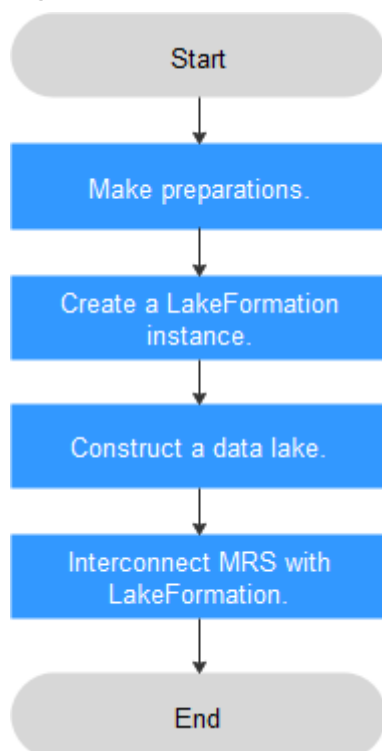 Start
Make preparations.
Create a LakeFormation
instance.
Construct a data lake.
Interconnect MRS with
LakeFormation.
End